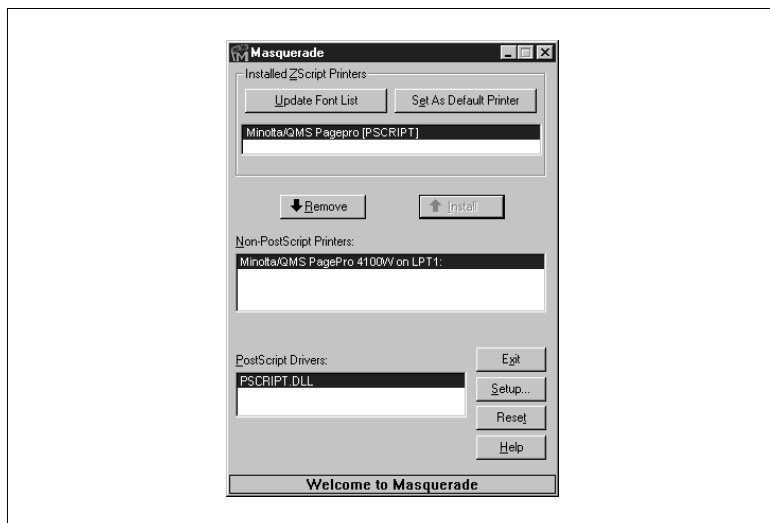 Masquerade
Installed ZScript Printers
Update Font List
Set As Default Printer
Minolta/QMS Pagepro [PSCRIPT]
Remove
Install
Non-PostScript Printers:
Minolta/QMS PagePro 4100W on LPT1:
PostScript Drivers:
Exit
PSCRIPT.DLL
Setup...
Reset
Help
Welcome to Masquerade